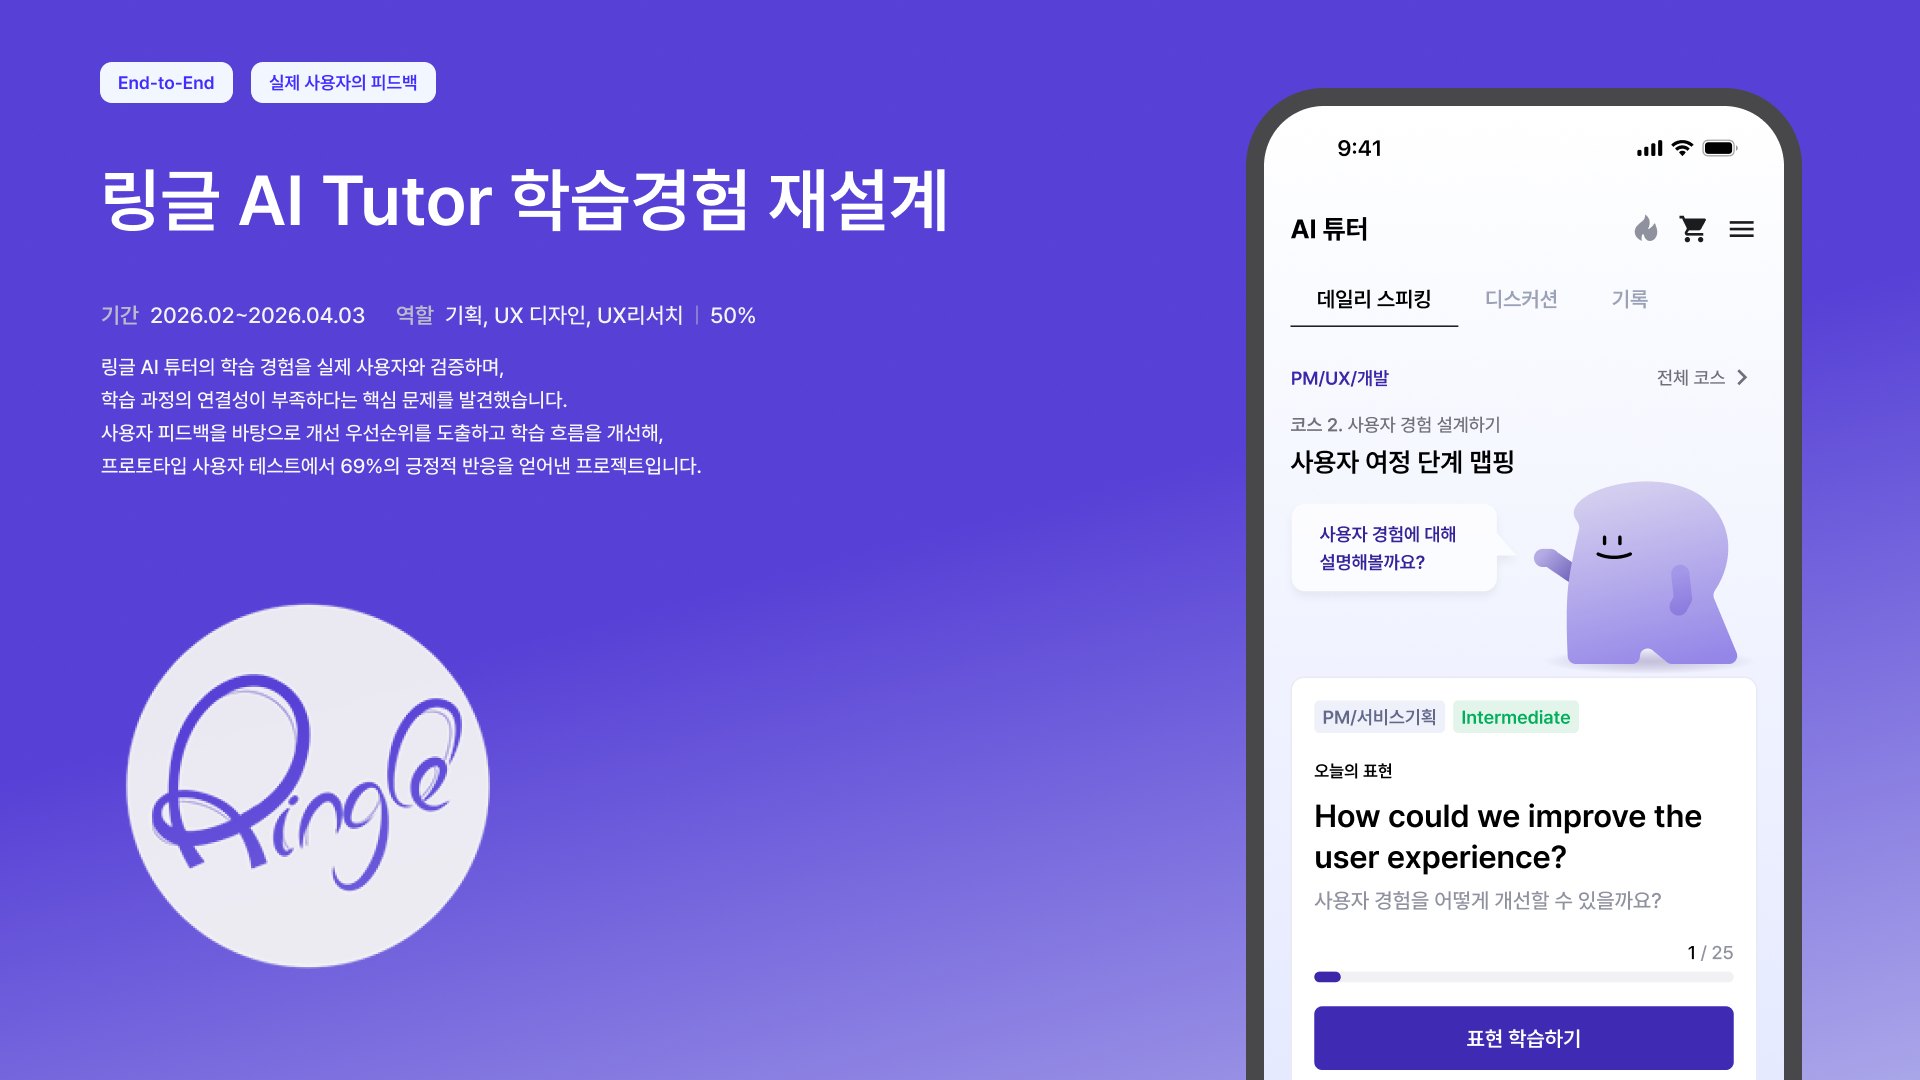 End-to-End
실제 사용자의 피드백
링글 AI Tutor 학습경험 재설계
기간 2026.02~2026.04.03 역할 기획, UX 디자인, UX리서치 | 50%
링글 AI 튜터의 학습 경험을 실제 사용자와 검증하며,
학습 과정의 연결성이 부족하다는 핵심 문제를 발견했습니다.
사용자 피드백을 바탕으로 개선 우선순위를 도출하고 학습 흐름을 개선해,
프로토타입 사용자 테스트에서 69%의 긍정적 반응을 얻어낸 프로젝트입니다.
Ringle
9:41
AI 튜터
데일리 스피킹 디스커션 기록
PM/UX/개발 전체 코스
코스 2. 사용자 경험 설계하기
사용자 여정 단계 맵핑
사용자 경험에 대해
설명해볼까요?
PM/서비스기획 Intermediate
오늘의 표현
How could we improve the
user experience?
사용자 경험을 어떻게 개선할 수 있을까요?
1 / 25
표현 학습하기